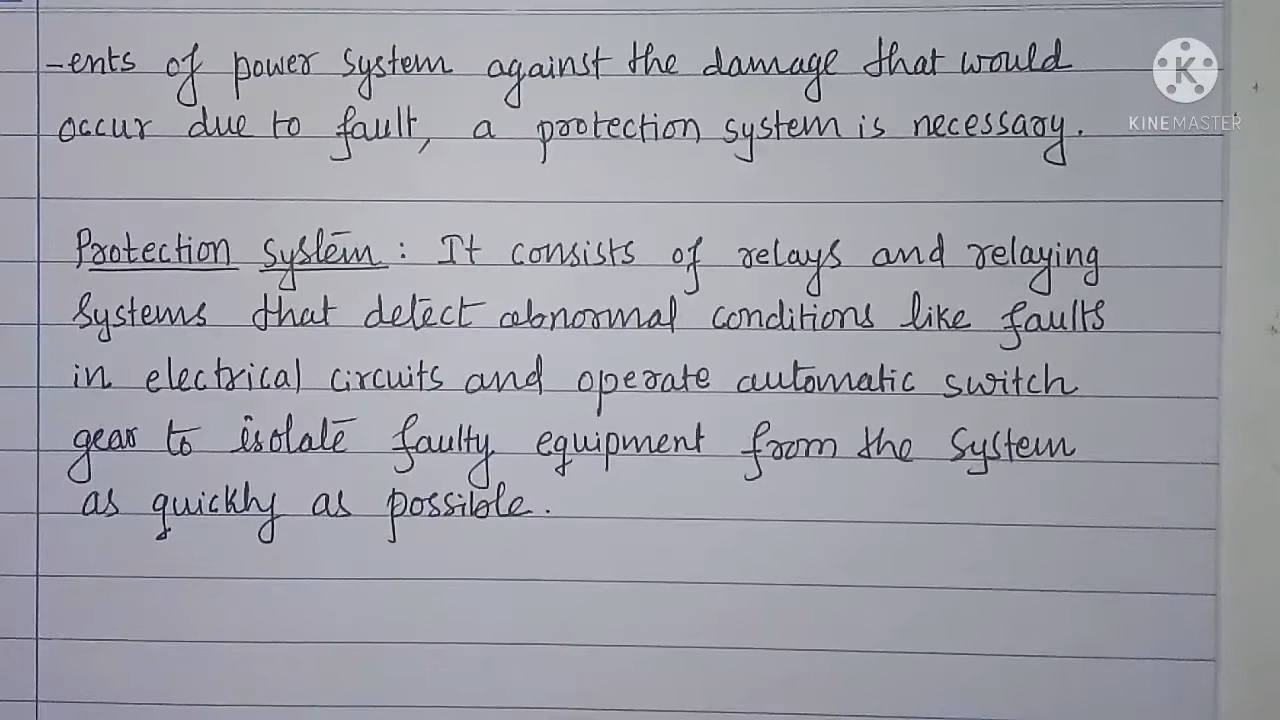 -ents of power system against the damage that would
occur due to fault, a protection system is necessary.
Protection system : It consists of relays and relaying
systems that detect abnormal conditions like faults
in electrical circuits and operate automatic switch
gear to isolate faulty equipment from the system
as quickly as possible.
K
KINEMASTER